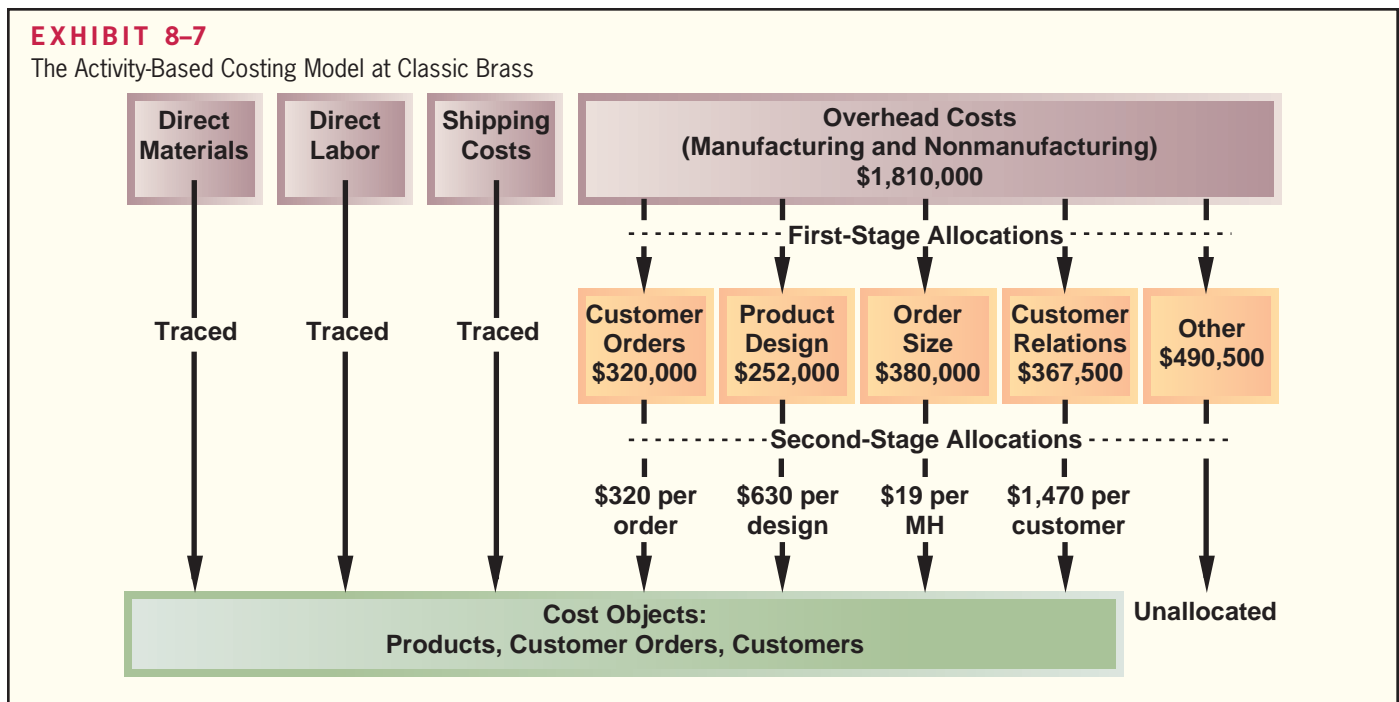 EXHIBIT 8–7
The Activity-Based Costing Model at Classic Brass
Direct
Materials
Direct
Labor
Shipping
Costs
Overhead Costs
(Manufacturing and Nonmanufacturing)
$1,810,000
First-Stage Allocations
Traced
Traced
Traced
Customer
Orders
$320,000
Product
Design
$252,000
Order
Size
$380,000
Customer
Relations
$367,500
Other
$490,500
Second-Stage Allocations
$320 per
order
$630 per
design
$19 per
MH
$1,470 per
customer
Cost Objects:
Products, Customer Orders, Customers
Unallocated